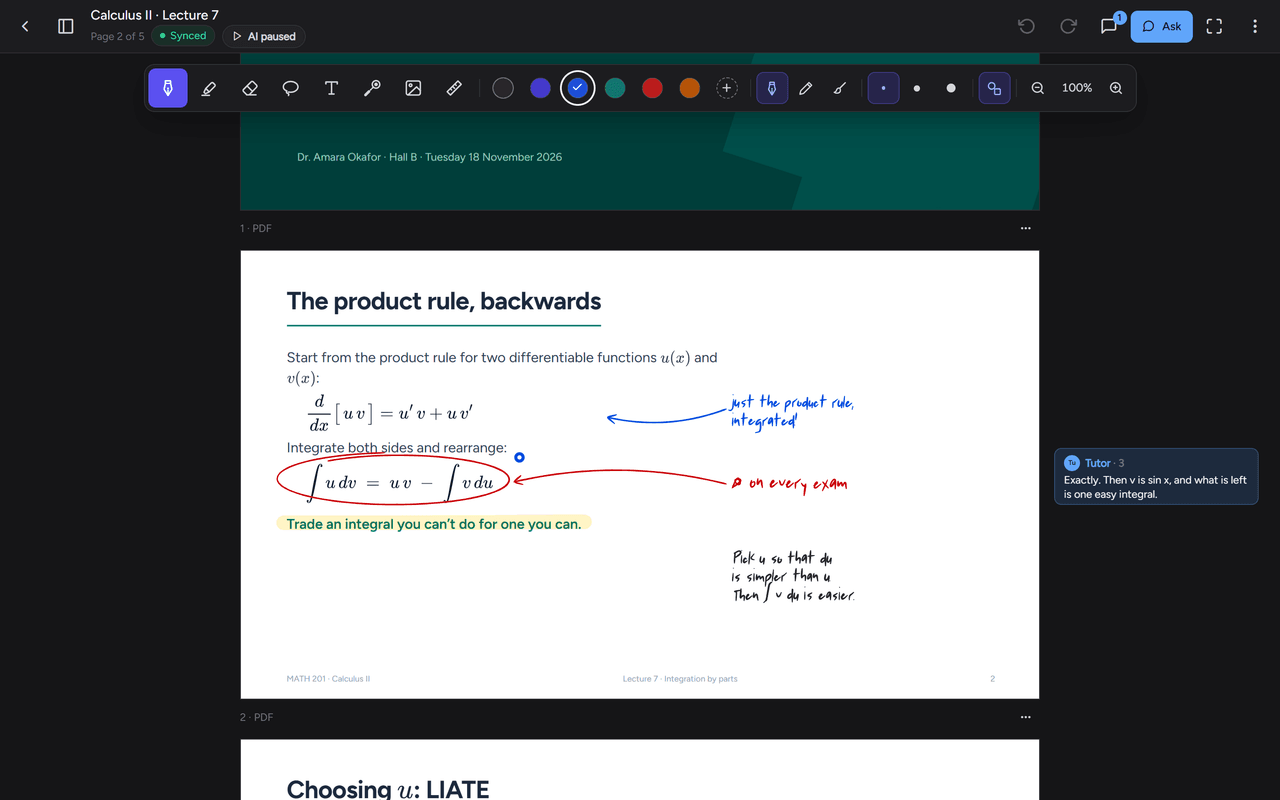 Calculus II · Lecture 7
Page 2 of 5
Synced
AI paused
1
Ask
T
100%
Dr. Amara Okafor · Hall B · Tuesday 18 November 2026
1 · PDF
The product rule, backwards
Start from the product rule for two differentiable functions u(x) and
v(x):
d/dx [u v] = u′ v + u v′
just the product rule,
integrated
Integrate both sides and rearrange:
∫ u dv = u v − ∫ v du
on every exam
Tu Tutor · 3
Exactly. Then v is sin x, and what is left
is one easy integral.
Trade an integral you can’t do for one you can.
Pick u so that du
is simpler than u
Then ∫ v du is easier.
MATH 201 · Calculus II
Lecture 7 · Integration by parts
2
2 · PDF
Choosing u: LIATE